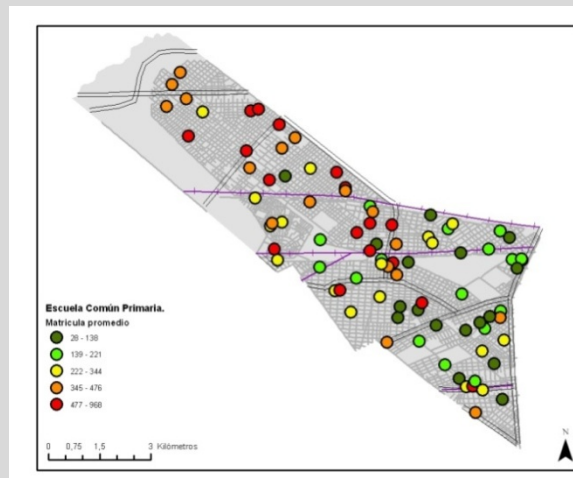 Escuela Común Primaria.
Matrícula promedio
28 - 138
139 - 221
222 - 344
345 - 476
477 - 968
0 0,75 1,5 3 Kilómetros
N